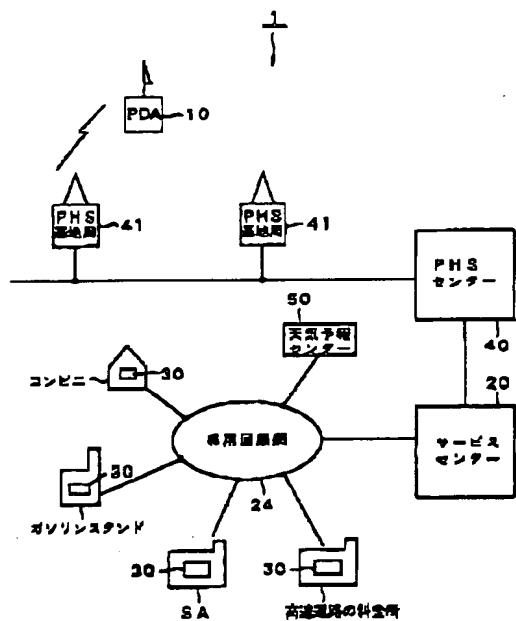 1
PDA
10
PHS
基地局
41
PHS
基地局
41
PHS
センター
40
50
天気予報
センター
20
サービス
センター
コンビニ
30
専用回線網
24
30
ガソリンスタンド
30
SA
30
高速道路の料金所